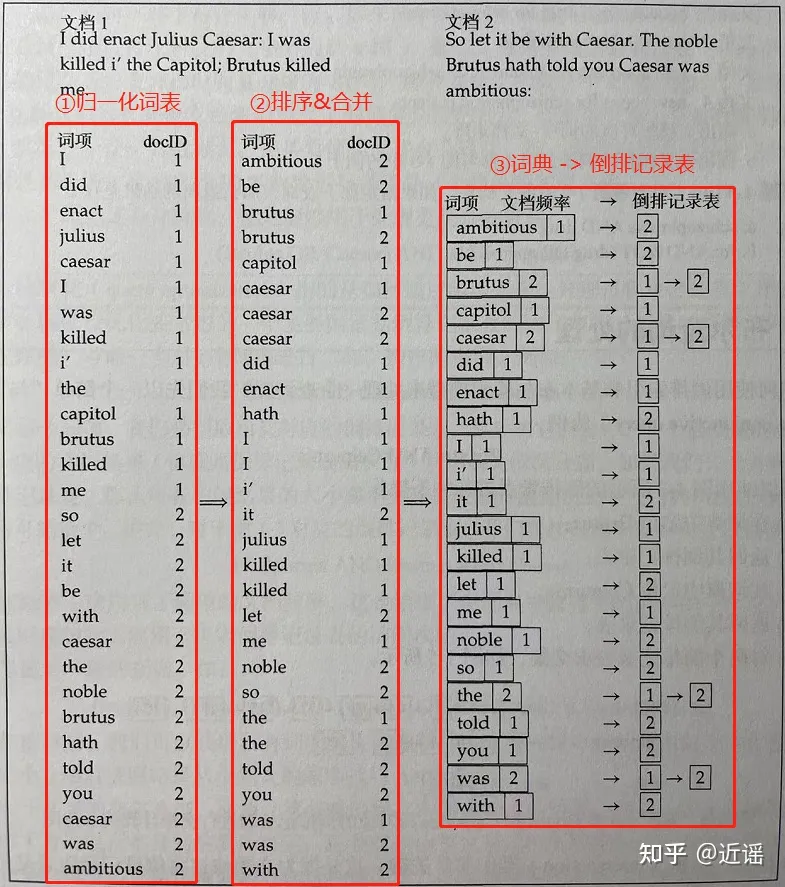 文档 1
I did enact Julius Caesar: I was
killed i' the Capitol; Brutus killed
me.
文档 2
So let it be with Caesar. The noble
Brutus hath told you Caesar was
ambitious:
①归一化词表
词项 docID
I 1
did 1
enact 1
julius 1
caesar 1
I 1
was 1
killed 1
i' 1
the 1
capitol 1
brutus 1
killed 1
me 1
so 2
let 2
it 2
be 2
with 2
caesar 2
the 2
noble 2
brutus 2
hath 2
told 2
you 2
caesar 2
was 2
ambitious 2
⇒
②排序&合并
词项 docID
ambitious 2
be 2
brutus 1
brutus 2
capitol 1
caesar 1
caesar 2
caesar 2
did 1
enact 1
hath 1
I 1
I 1
i' 1
it 2
julius 1
killed 1
killed 1
let 2
me 1
noble 2
so 2
the 1
the 2
told 2
you 2
was 1
was 2
with 2
⇒
③词典 -> 倒排记录表
词项 文档频率 → 倒排记录表
ambitious 1 → 2
be 1 → 2
brutus 2 → 1 → 2
capitol 1 → 1
caesar 2 → 1 → 2
did 1 → 1
enact 1 → 1
hath 1 → 2
I 1 → 1
i' 1 → 1
it 1 → 2
julius 1 → 1
killed 1 → 1
let 1 → 2
me 1 → 1
noble 1 → 2
so 1 → 2
the 2 → 1 → 2
told 1 → 2
you 1 → 2
was 2 → 1 → 2
with 1 → 2
知乎 @近谣